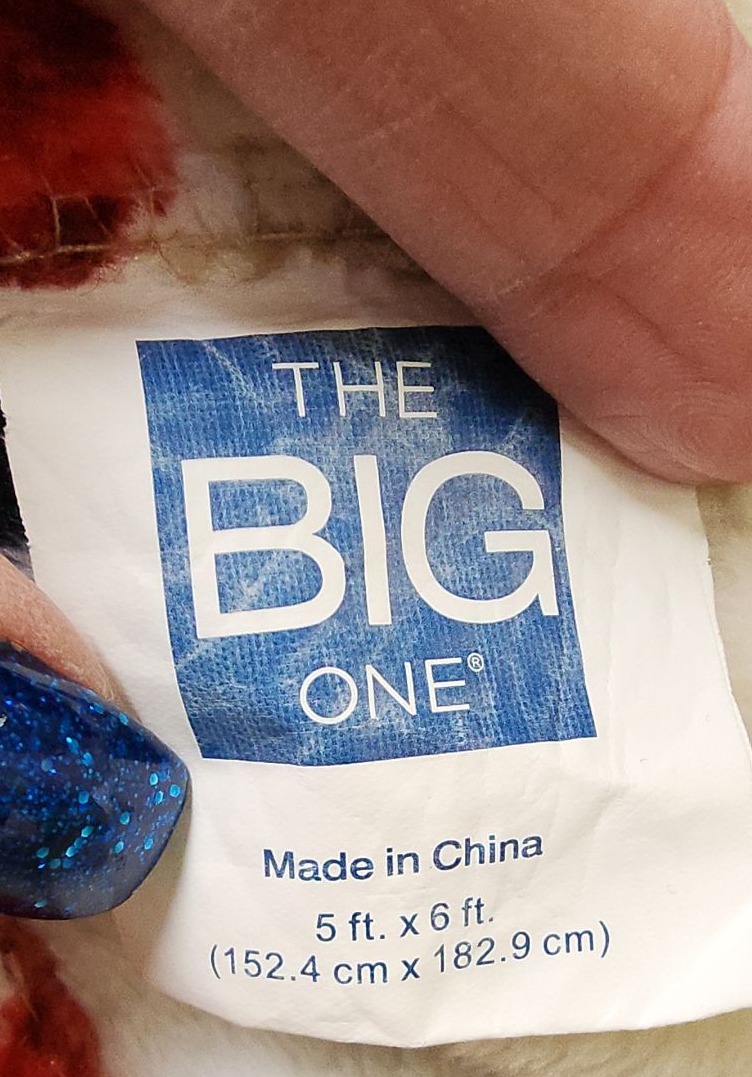 THE
BIG
ONE®
Made in China
5 ft. x 6 ft.
(152.4 cm x 182.9 cm)